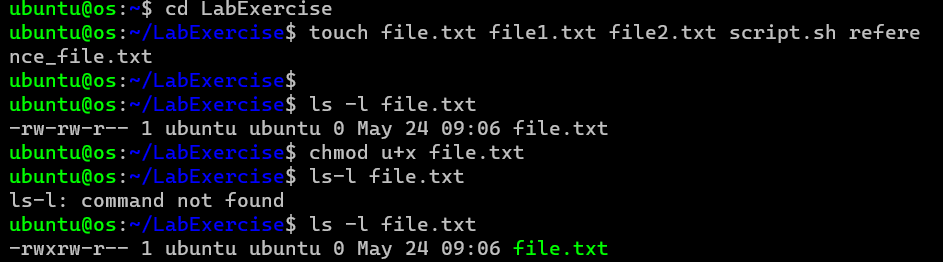 ubuntu@os:~$ cd LabExercise
ubuntu@os:~/LabExercise$ touch file.txt file1.txt file2.txt script.sh refere
nce_file.txt
ubuntu@os:~/LabExercise$
ubuntu@os:~/LabExercise$ ls -l file.txt
-rw-rw-r-- 1 ubuntu ubuntu 0 May 24 09:06 file.txt
ubuntu@os:~/LabExercise$ chmod u+x file.txt
ubuntu@os:~/LabExercise$ ls-l file.txt
ls-l: command not found
ubuntu@os:~/LabExercise$ ls -l file.txt
-rwxrw-r-- 1 ubuntu ubuntu 0 May 24 09:06 file.txt